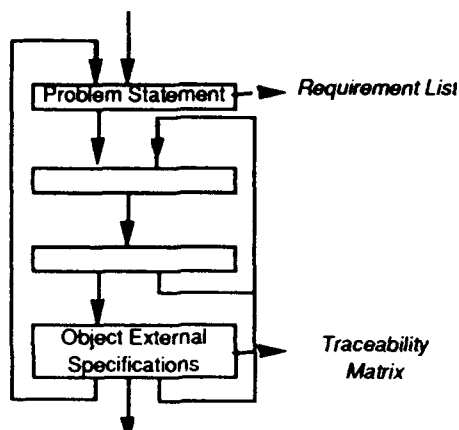 Problem Statement
Requirement List
Object External
Specifications
Traceability
Matrix